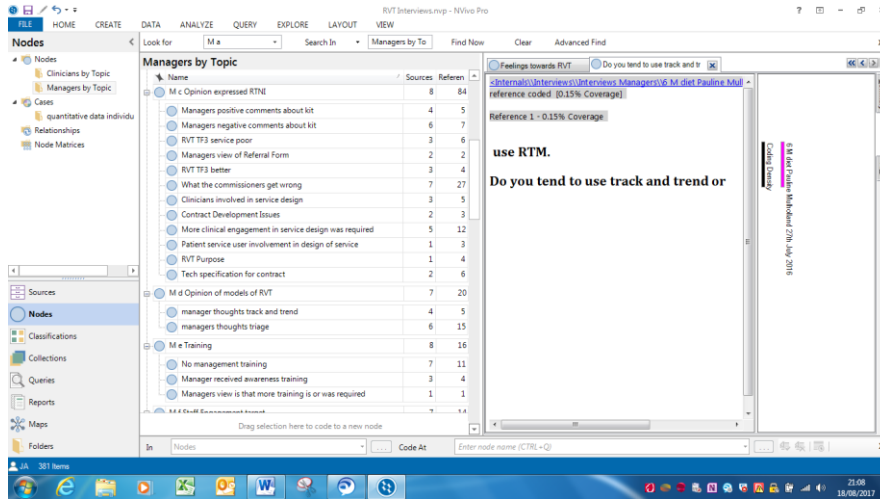 RVT Interviews.nvp - NVivo Pro
FILE HOME CREATE DATA ANALYZE QUERY EXPLORE LAYOUT VIEW
Nodes
Look for M a Search In Managers by To Find Now Clear Advanced Find
Nodes
Clinicians by Topic
Managers by Topic
Cases
quantitative data individu
Relationships
Node Matrices
Sources
Nodes
Classifications
Collections
Queries
Reports
Maps
Folders
Managers by Topic
Name Sources Referen
M c Opinion expressed RTNI 8 84
Managers positive comments about kit 4 5
Managers negative comments about kit 6 7
RVT TF3 service poor 3 6
Managers view of Referral Form 2 2
RVT TF3 better 3 4
What the commissioners get wrong 7 27
Clinicians involved in service design 3 5
Contract Development Issues 2 3
More clinical engagement in service design was required 5 12
Patient service user involvement in design of service 1 3
RVT Purpose 1 4
Tech specification for contract 2 6
M d Opinion of models of RVT 7 20
manager thoughts track and trend 4 5
managers thoughts triage 6 15
M e Training 8 16
No management training 7 11
Manager received awareness training 3 4
Managers view is that more training is or was required 1 1
M f Staff Engagement target 7 14
Drag selection here to code to a new node
Feelings towards RVT
Do you tend to use track and tr
<Internals\\Interviews\\Interviews Managers\\6 M diet Pauline Mull
reference coded [0.15% Coverage]
Reference 1 - 0.15% Coverage
use RTM.
Do you tend to use track and trend or
Coding Density
6 M diet Pauline Mulholland 27th July 2016
In Nodes Code At Enter node name (CTRL+Q)
JA 381 Items
21:08
18/08/2017